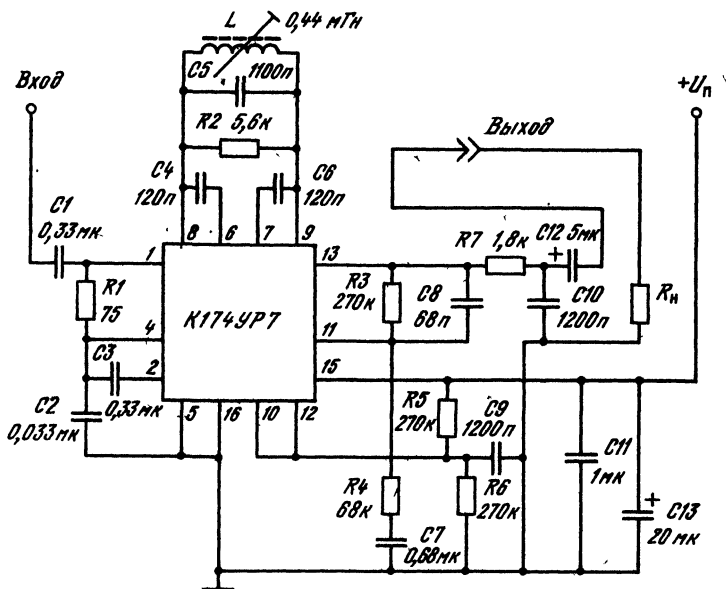 L
0,44 мГн
C5
1100п
Вход
R2 5,6к
+Uп
Выход
C4
120п
C6
120п
C1
0,33мк
8
6
7
9
R7
1,8к
C12 5мк
+
1
13
R1
75
R3
270к
C8
68п
C10
1200п
Rн
К174УР7
4
11
C3
2
15
0,33мк
C2
0,033мк
5
16
10
12
R5
270к
C9
1200п
C11
1мк
R4
68к
R6
270к
+
C13
20 мк
C7
0,68мк